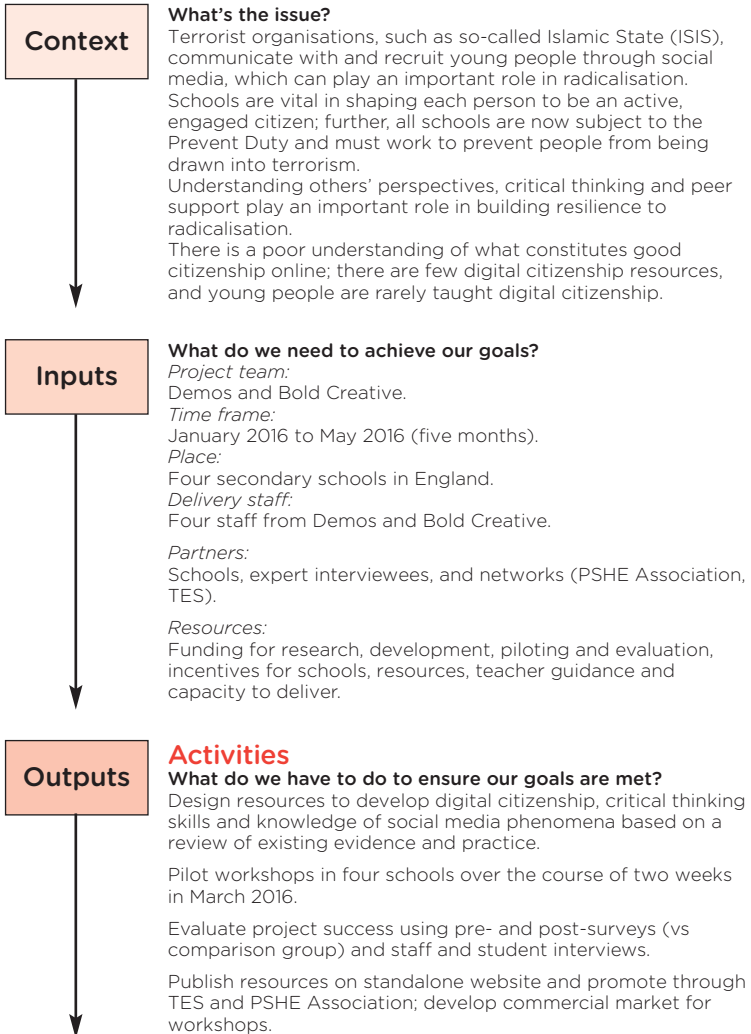 Context
What's the issue?
Terrorist organisations, such as so-called Islamic State (ISIS),
communicate with and recruit young people through social
media, which can play an important role in radicalisation.
Schools are vital in shaping each person to be an active,
engaged citizen; further, all schools are now subject to the
Prevent Duty and must work to prevent people from being
drawn into terrorism.
Understanding others' perspectives, critical thinking and peer
support play an important role in building resilience to
radicalisation.
There is a poor understanding of what constitutes good
citizenship online; there are few digital citizenship resources,
and young people are rarely taught digital citizenship.
Inputs
What do we need to achieve our goals?
Project team:
Demos and Bold Creative.
Time frame:
January 2016 to May 2016 (five months).
Place:
Four secondary schools in England.
Delivery staff:
Four staff from Demos and Bold Creative.
Partners:
Schools, expert interviewees, and networks (PSHE Association,
TES).
Resources:
Funding for research, development, piloting and evaluation,
incentives for schools, resources, teacher guidance and
capacity to deliver.
Outputs
Activities
What do we have to do to ensure our goals are met?
Design resources to develop digital citizenship, critical thinking
skills and knowledge of social media phenomena based on a
review of existing evidence and practice.
Pilot workshops in four schools over the course of two weeks
in March 2016.
Evaluate project success using pre- and post-surveys (vs
comparison group) and staff and student interviews.
Publish resources on standalone website and promote through
TES and PSHE Association; develop commercial market for
workshops.